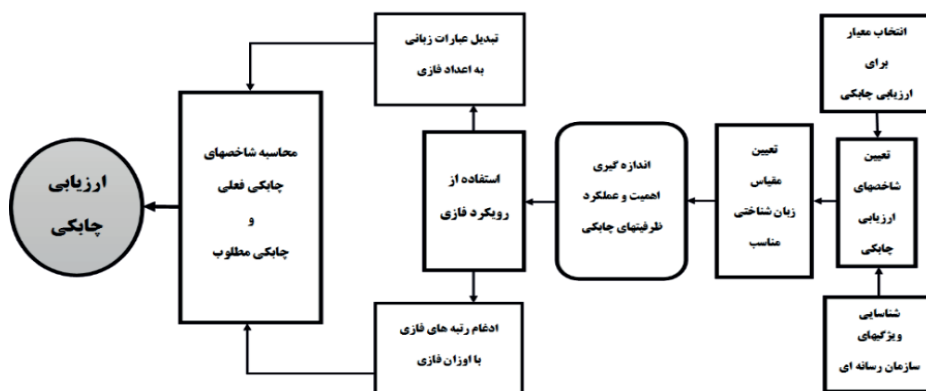 انتخاب معیار
برای
ارزیابی چابکی
تعیین
شاخصهای
ارزیابی
چابکی
شناسایی
ویژگیهای
سازمان رسانه ای
تعیین
مقیاس
زبان شناختی
مناسب
اندازه گیری
اهمیت و عملکرد
ظرفیتهای چابکی
استفاده از
رویکرد فازی
تبدیل عبارات زبانی
به اعداد فازی
ادغام رتبه های فازی
با اوزان فازی
محاسبه شاخصهای
چابکی فعلی
و
چابکی مطلوب
ارزیابی
چابکی